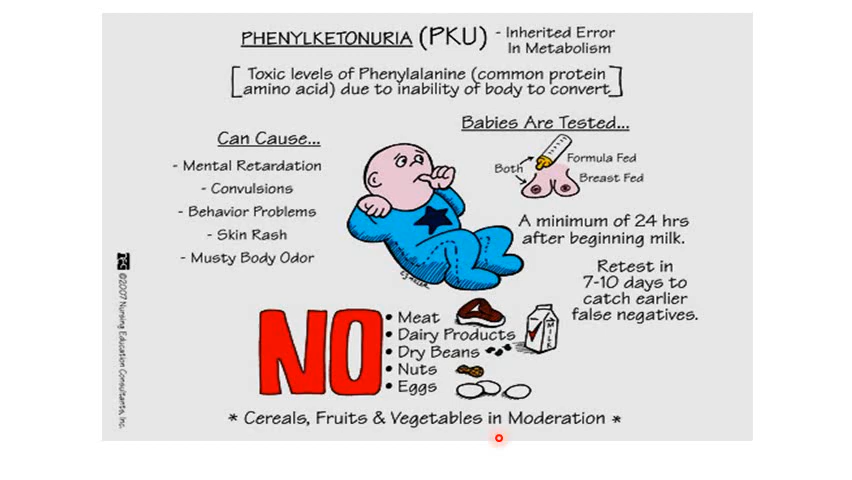 PHENYLKETONURIA (PKU) - Inherited Error
In Metabolism
[Toxic levels of Phenylalanine (common protein
amino acid) due to inability of body to convert]
Can Cause...
- Mental Retardation
- Convulsions
- Behavior Problems
- Skin Rash
- Musty Body Odor
Babies Are Tested...
Both
Formula Fed
Breast Fed
A minimum of 24 hrs
after beginning milk.
Retest in
7-10 days to
catch earlier
false negatives.
NO
• Meat
• Dairy Products
• Dry Beans
• Nuts
• Eggs
MILK
* Cereals, Fruits & Vegetables in Moderation *
©2007 Nursing Education Consultants, Inc.